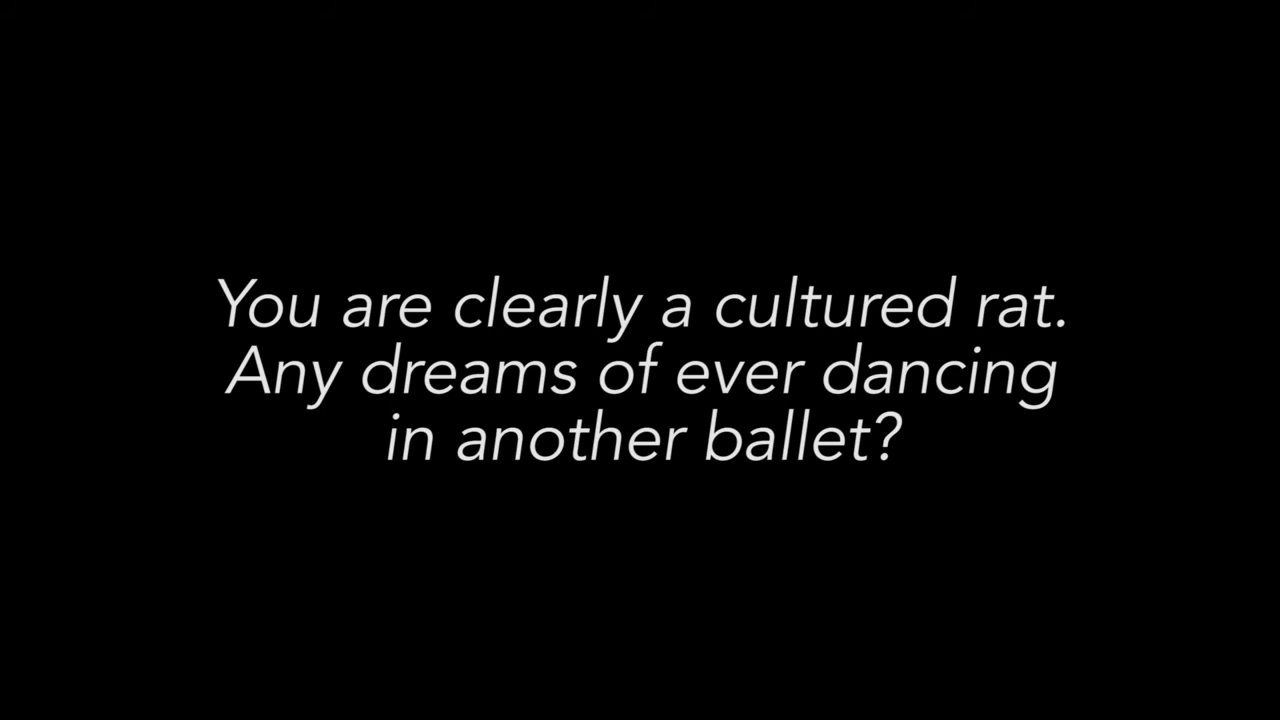 You are clearly a cultured rat.
Any dreams of ever dancing
in another ballet?